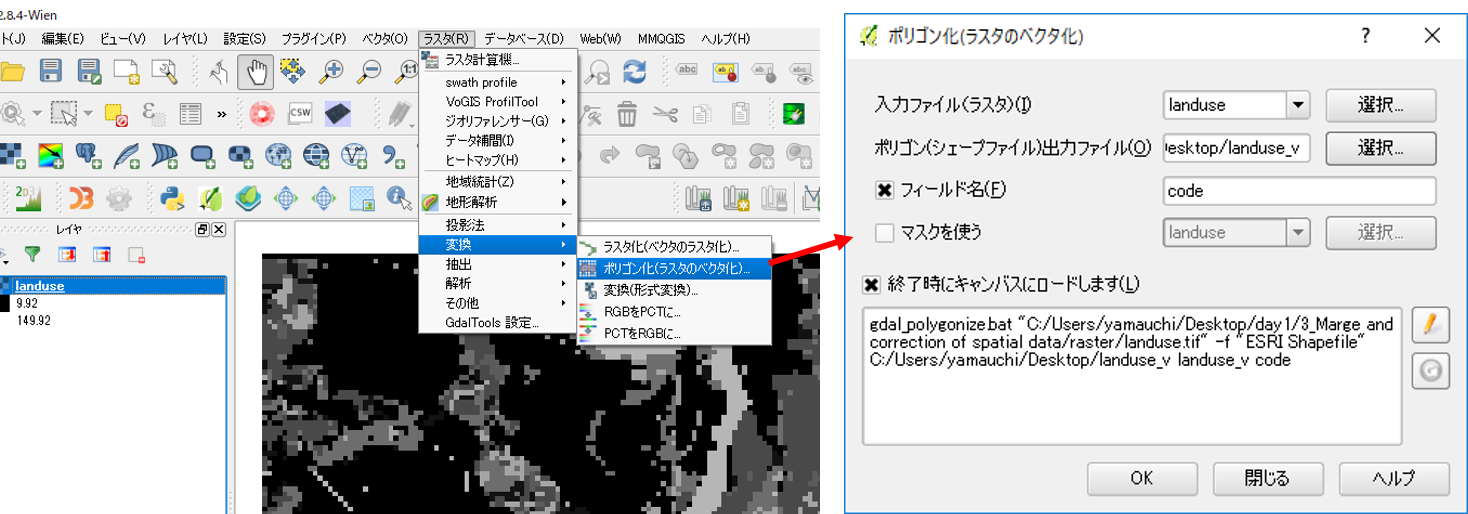 2.8.4-Wien
ト(J) 編集(E) ビュー(V) レイヤ(L) 設定(S) プラグイン(P) ベクタ(O) ラスタ(R) データベース(D) Web(W) MMQGIS ヘルプ(H)
ラスタ計算機...
swath profile
VoGIS ProfilTool
ジオリファレンサー(G)
データ補間(I)
ヒートマップ(H)
地域統計(Z)
地形解析
投影法
変換
抽出
解析
その他
GdalTools 設定...
ラスタ化(ベクタのラスタ化)...
ポリゴン化(ラスタのベクタ化)...
変換(形式変換)...
RGBをPCTに...
PCTをRGBに...
1:1
abc
CSW
レイヤ
landuse
9.92
149.92
ポリゴン化(ラスタのベクタ化)
入力ファイル(ラスタ)(I) landuse 選択...
ポリゴン(シェープファイル)出力ファイル(O) esktop/landuse_v 選択...
フィールド名(F) code
マスクを使う landuse 選択...
終了時にキャンバスにロードします(L)
gdal_polygonize.bat "C:/Users/yamauchi/Desktop/day1/3_Marge and
correction of spatial data/raster/landuse.tif" -f "ESRI Shapefile"
C:/Users/yamauchi/Desktop/landuse_v landuse_v code
OK 閉じる ヘルプ